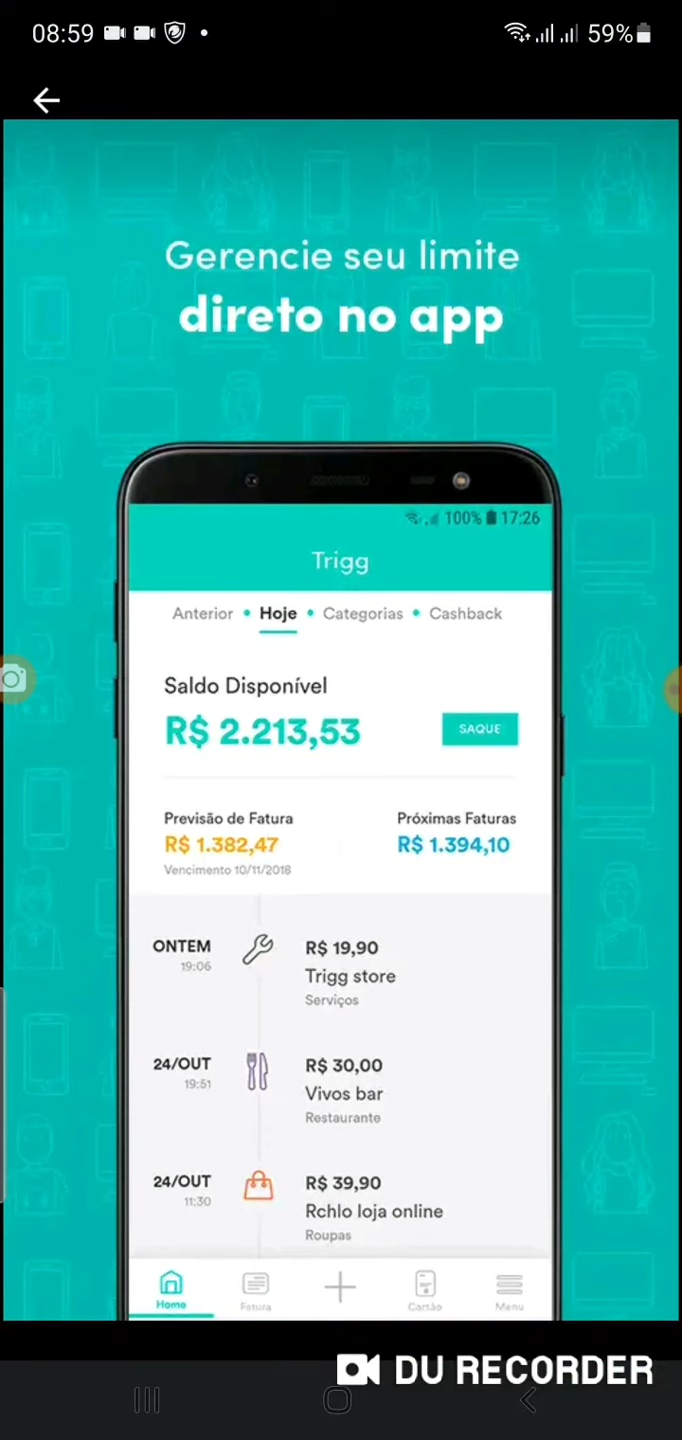 08:59
59%
Gerencie seu limite
direto no app
100% 17:26
Trigg
Anterior • Hoje • Categorias • Cashback
Saldo Disponível
R$ 2.213,53
SAQUE
Previsão de Fatura
Próximas Faturas
R$ 1.382,47
R$ 1.394,10
Vencimento 10/11/2018
ONTEM
R$ 19,90
19:06
Trigg store
Serviços
24/OUT
R$ 30,00
19:51
Vivos bar
Restaurante
24/OUT
R$ 39,90
11:30
Rchlo loja online
Roupas
Home
Fatura
Cartão
Menu
DU RECORDER